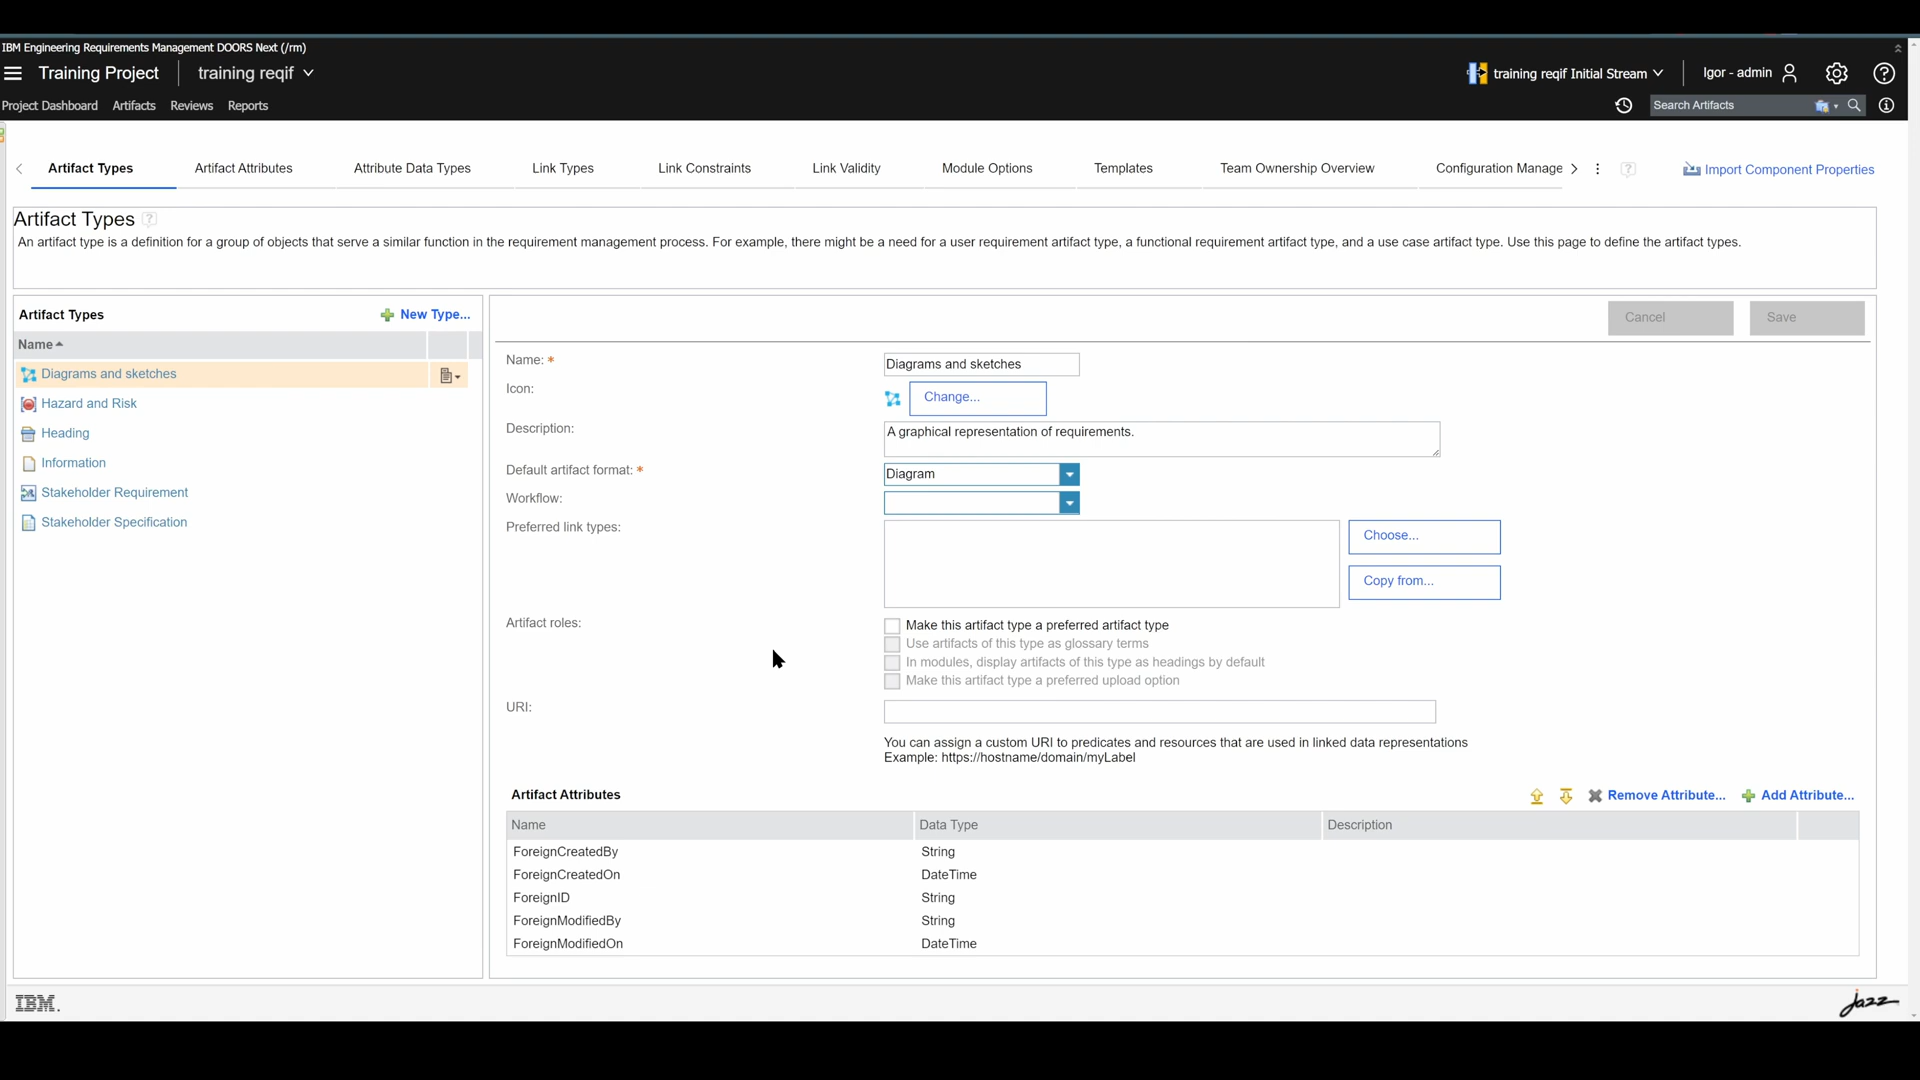 IBM Engineering Requirements Management DOORS Next (/rm)
Training Project
training reqif
training reqif Initial Stream
Igor - admin
Project Dashboard
Artifacts
Reviews
Reports
Search Artifacts
Artifact Types
Artifact Attributes
Attribute Data Types
Link Types
Link Constraints
Link Validity
Module Options
Templates
Team Ownership Overview
Configuration Manage
Import Component Properties
Artifact Types
An artifact type is a definition for a group of objects that serve a similar function in the requirement management process. For example, there might be a need for a user requirement artifact type, a functional requirement artifact type, and a use case artifact type. Use this page to define the artifact types.
Artifact Types
New Type...
Name
Diagrams and sketches
Hazard and Risk
Heading
Information
Stakeholder Requirement
Stakeholder Specification
Cancel
Save
Name: *
Diagrams and sketches
Icon:
Change...
Description:
A graphical representation of requirements.
Default artifact format: *
Diagram
Workflow:
Preferred link types:
Choose...
Copy from...
Artifact roles:
Make this artifact type a preferred artifact type
Use artifacts of this type as glossary terms
In modules, display artifacts of this type as headings by default
Make this artifact type a preferred upload option
URI:
You can assign a custom URI to predicates and resources that are used in linked data representations
Example: https://hostname/domain/myLabel
Artifact Attributes
Remove Attribute...
Add Attribute...
Name
Data Type
Description
ForeignCreatedBy
String
ForeignCreatedOn
DateTime
ForeignID
String
ForeignModifiedBy
String
ForeignModifiedOn
DateTime
IBM.
jazz